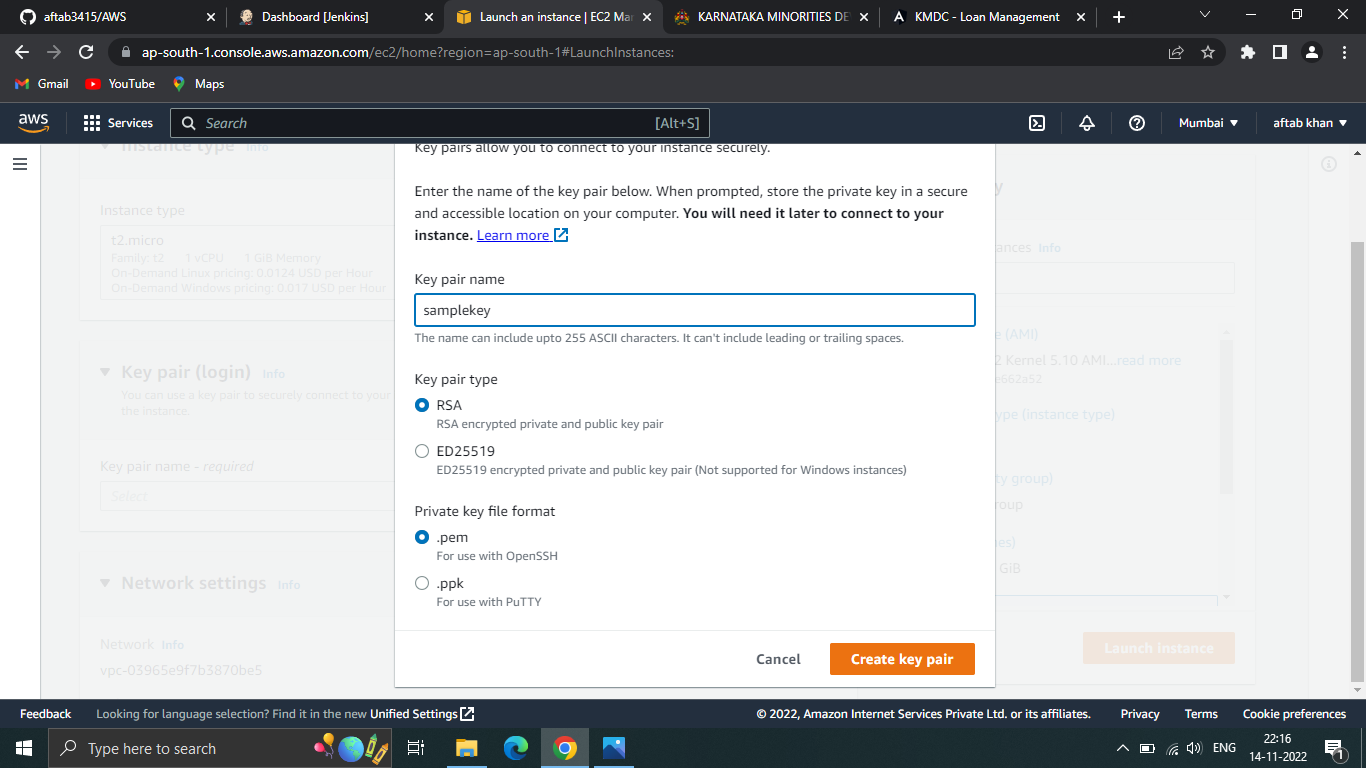 aftab3415/AWS
Dashboard [Jenkins]
Launch an instance | EC2 Ma
KARNATAKA MINORITIES DE
KMDC - Loan Management
ap-south-1.console.aws.amazon.com/ec2/home?region=ap-south-1#LaunchInstances:
Gmail
YouTube
Maps
aws
Services
Search
[Alt+S]
Mumbai
aftab khan
Instance type Info
Instance type
t2.micro
Family: t2 1 vCPU 1 GiB Memory
On-Demand Linux pricing: 0.0124 USD per Hour
On-Demand Windows pricing: 0.017 USD per Hour
Key pair (login) Info
You can use a key pair to securely connect to your
the instance.
Key pair name - required
Select
Network settings Info
Network Info
vpc-03965e9f7b3870be5
Key pairs allow you to connect to your instance securely.
Enter the name of the key pair below. When prompted, store the private key in a secure
and accessible location on your computer. You will need it later to connect to your
instance. Learn more
Key pair name
samplekey
The name can include upto 255 ASCII characters. It can't include leading or trailing spaces.
Key pair type
RSA
RSA encrypted private and public key pair
ED25519
ED25519 encrypted private and public key pair (Not supported for Windows instances)
Private key file format
.pem
For use with OpenSSH
.ppk
For use with PuTTY
Cancel
Create key pair
y
ances Info
e (AMI)
2 Kernel 5.10 AMI...read more
e662a52
ype (instance type)
ty group)
roup
es)
GiB
Launch instance
Feedback
Looking for language selection? Find it in the new Unified Settings
© 2022, Amazon Internet Services Private Ltd. or its affiliates.
Privacy
Terms
Cookie preferences
Type here to search
ENG
22:16
14-11-2022
1